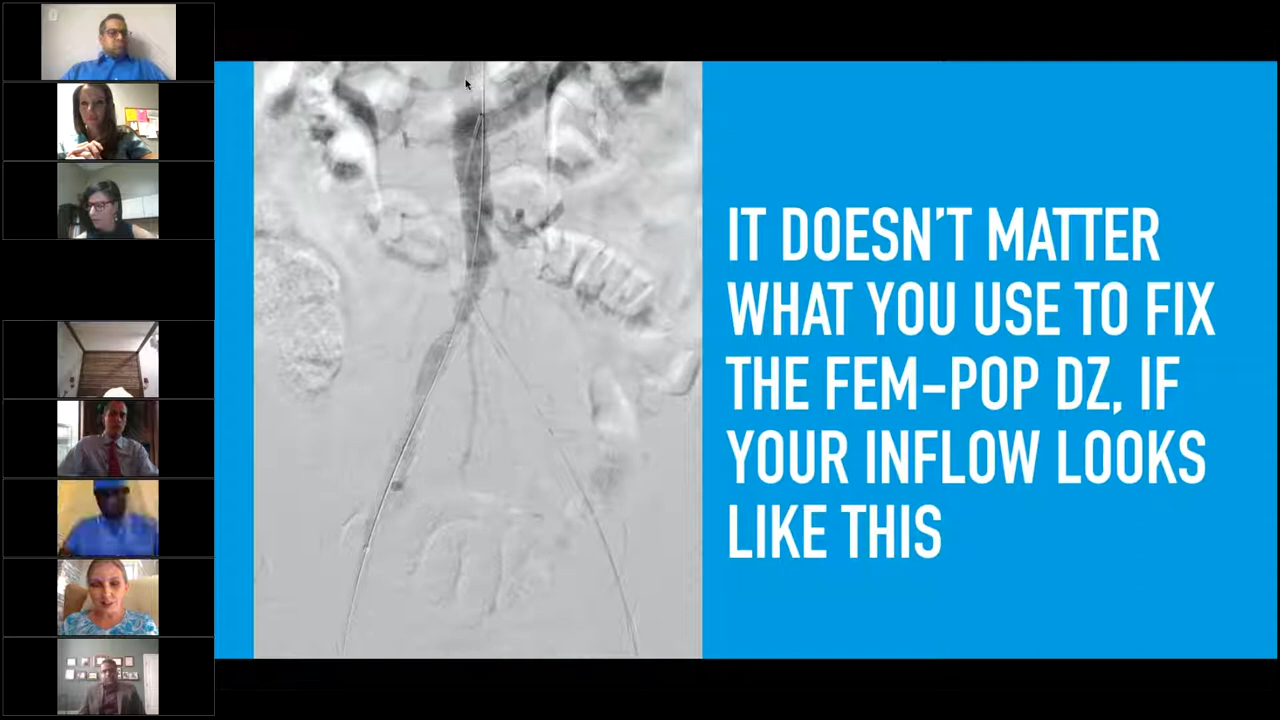 IT DOESN’T MATTER
WHAT YOU USE TO FIX
THE FEM-POP DZ, IF
YOUR INFLOW LOOKS
LIKE THIS